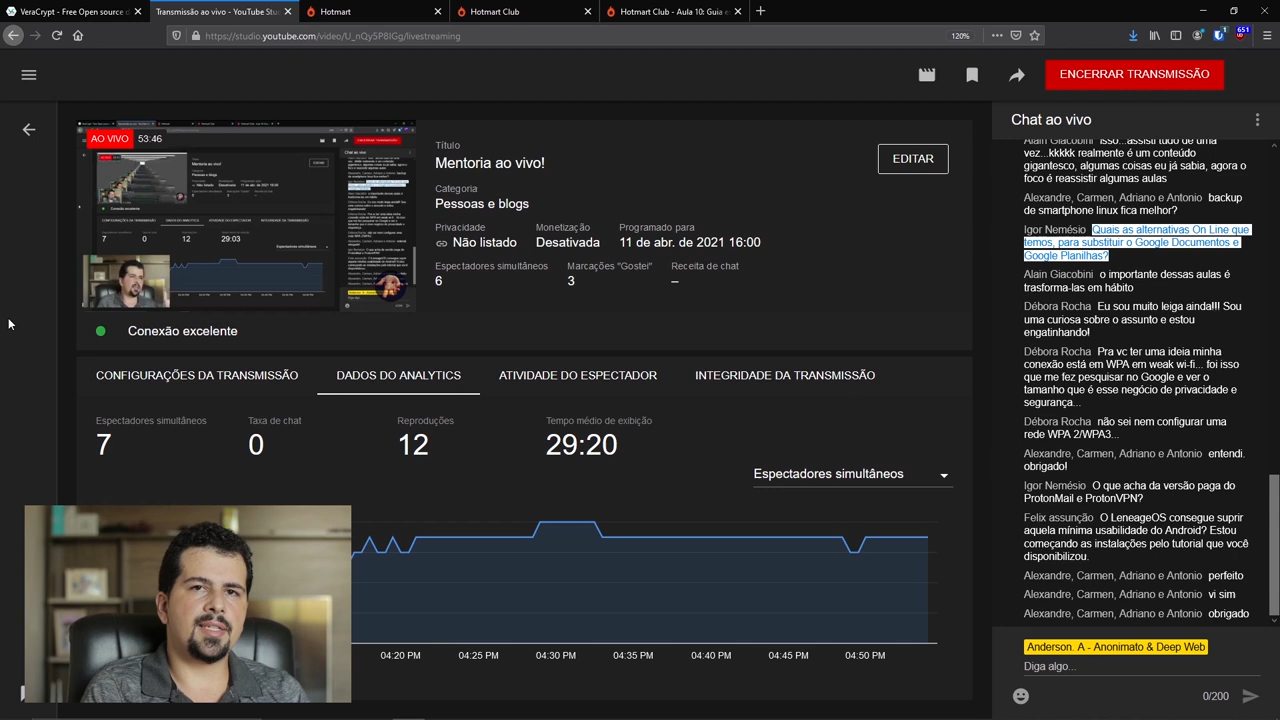 VeraCrypt - Free Open source d
Transmissão ao vivo - YouTube Stu
Hotmart
Hotmart Club
Hotmart Club - Aula 10: Guia e
https://studio.youtube.com/video/U_nQy5P8IGg/livestreaming
120%
1
651
ENCERRAR TRANSMISSÃO
AO VIVO
53:46
Título
Mentoria ao vivo!
EDITAR
Categoria
Pessoas e blogs
Privacidade
Monetização
Programado para
Não listado
Desativada
11 de abr. de 2021 16:00
Espectadores simultâneos
Marcações "Gostei"
Receita de chat
6
3
–
Conexão excelente
CONFIGURAÇÕES DA TRANSMISSÃO
DADOS DO ANALYTICS
ATIVIDADE DO ESPECTADOR
INTEGRIDADE DA TRANSMISSÃO
Espectadores simultâneos
Taxa de chat
Reproduções
Tempo médio de exibição
7
0
12
29:20
Espectadores simultâneos
04:20 PM
04:25 PM
04:30 PM
04:35 PM
04:40 PM
04:45 PM
04:50 PM
Chat ao vivo
Alain Giacobini esso...assisti tudo de uma
vez...kkkkk realmente é um conteúdo
gigantesso, algumas coisas eu já sabia, agora o
foco é reassistir algumas aulas
Alexandre, Carmen, Adriano e Antonio backup
de smartphone linux fica melhor?
Igor Nemésio Quais as alternativas On Line que
temos, para substituir o Google Documentos e
Google Planilhas?
Alain Giacobini o importante dessas aulas é
trasforma-las em hábito
Débora Rocha Eu sou muito leiga ainda!!! Sou
uma curiosa sobre o assunto e estou
engatinhando!
Débora Rocha Pra vc ter uma ideia minha
conexão está em WPA em weak wi-fi... foi isso
que me fez pesquisar no Google e ver o
tamanho que é esse negócio de privacidade e
segurança...
Débora Rocha não sei nem configurar uma
rede WPA 2/WPA3...
Alexandre, Carmen, Adriano e Antonio entendi.
obrigado!
Igor Nemésio O que acha da versão paga do
ProtonMail e ProtonVPN?
Felix assunção O LeneageOS consegue suprir
aquela mínima usabilidade do Android? Estou
começando as instalações pelo tutorial que você
disponibilizou.
Alexandre, Carmen, Adriano e Antonio perfeito
Alexandre, Carmen, Adriano e Antonio vi sim
Alexandre, Carmen, Adriano e Antonio obrigado
Anderson. A - Anonimato & Deep Web
Diga algo...
0/200